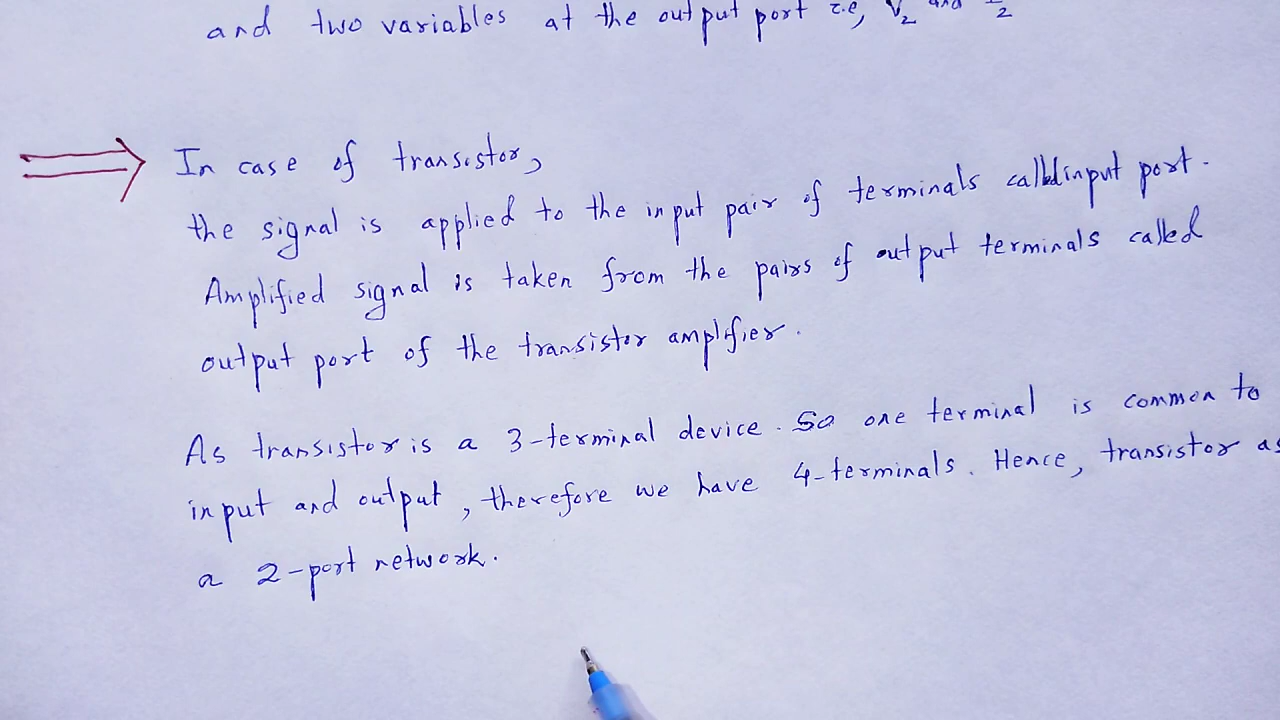 and two variables at the output port i.e, V2 and I2
In case of transistor,
the signal is applied to the input pair of terminals called input port.
Amplified signal is taken from the pairs of output terminals called
output port of the transistor amplifier.
As transistor is a 3-terminal device. So one terminal is common to
input and output, therefore we have 4-terminals. Hence, transistor as
a 2-port network.